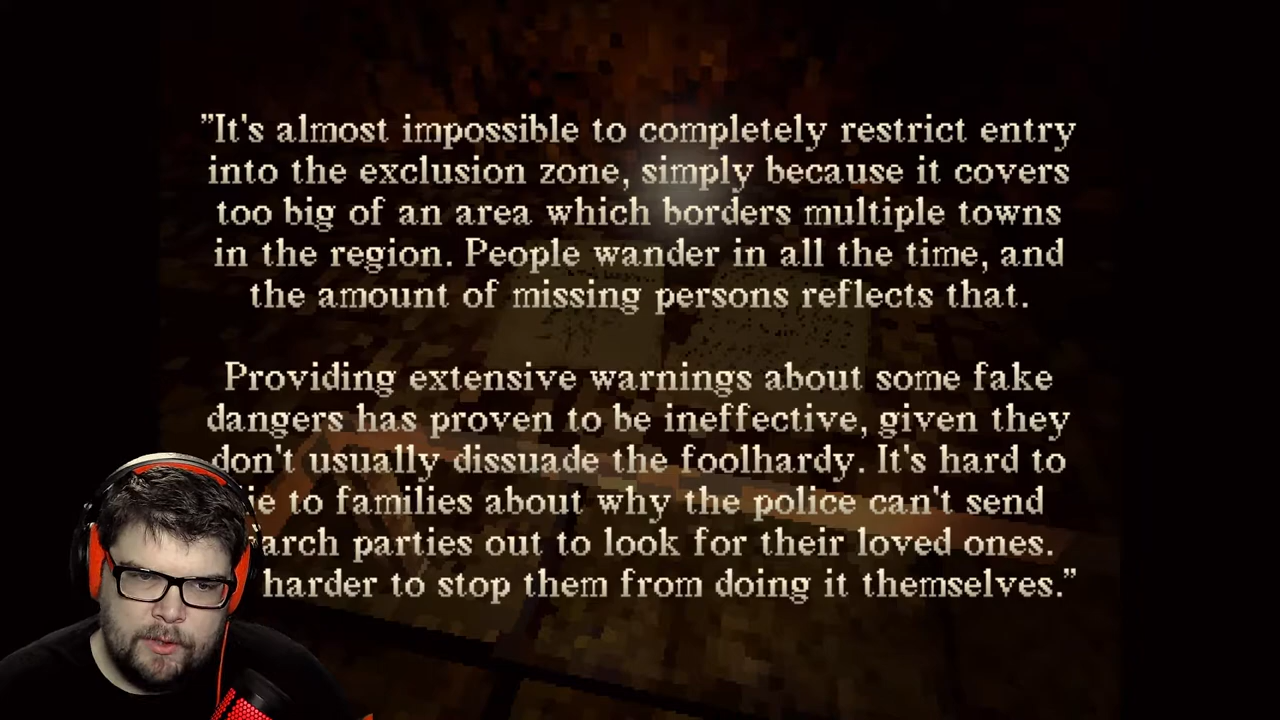 "It's almost impossible to completely restrict entry
into the exclusion zone, simply because it covers
too big of an area which borders multiple towns
in the region. People wander in all the time, and
the amount of missing persons reflects that.
Providing extensive warnings about some fake
dangers has proven to be ineffective, given they
don't usually dissuade the foolhardy. It's hard to
to families about why the police can't send
parties out to look for their loved ones.
harder to stop them from doing it themselves."